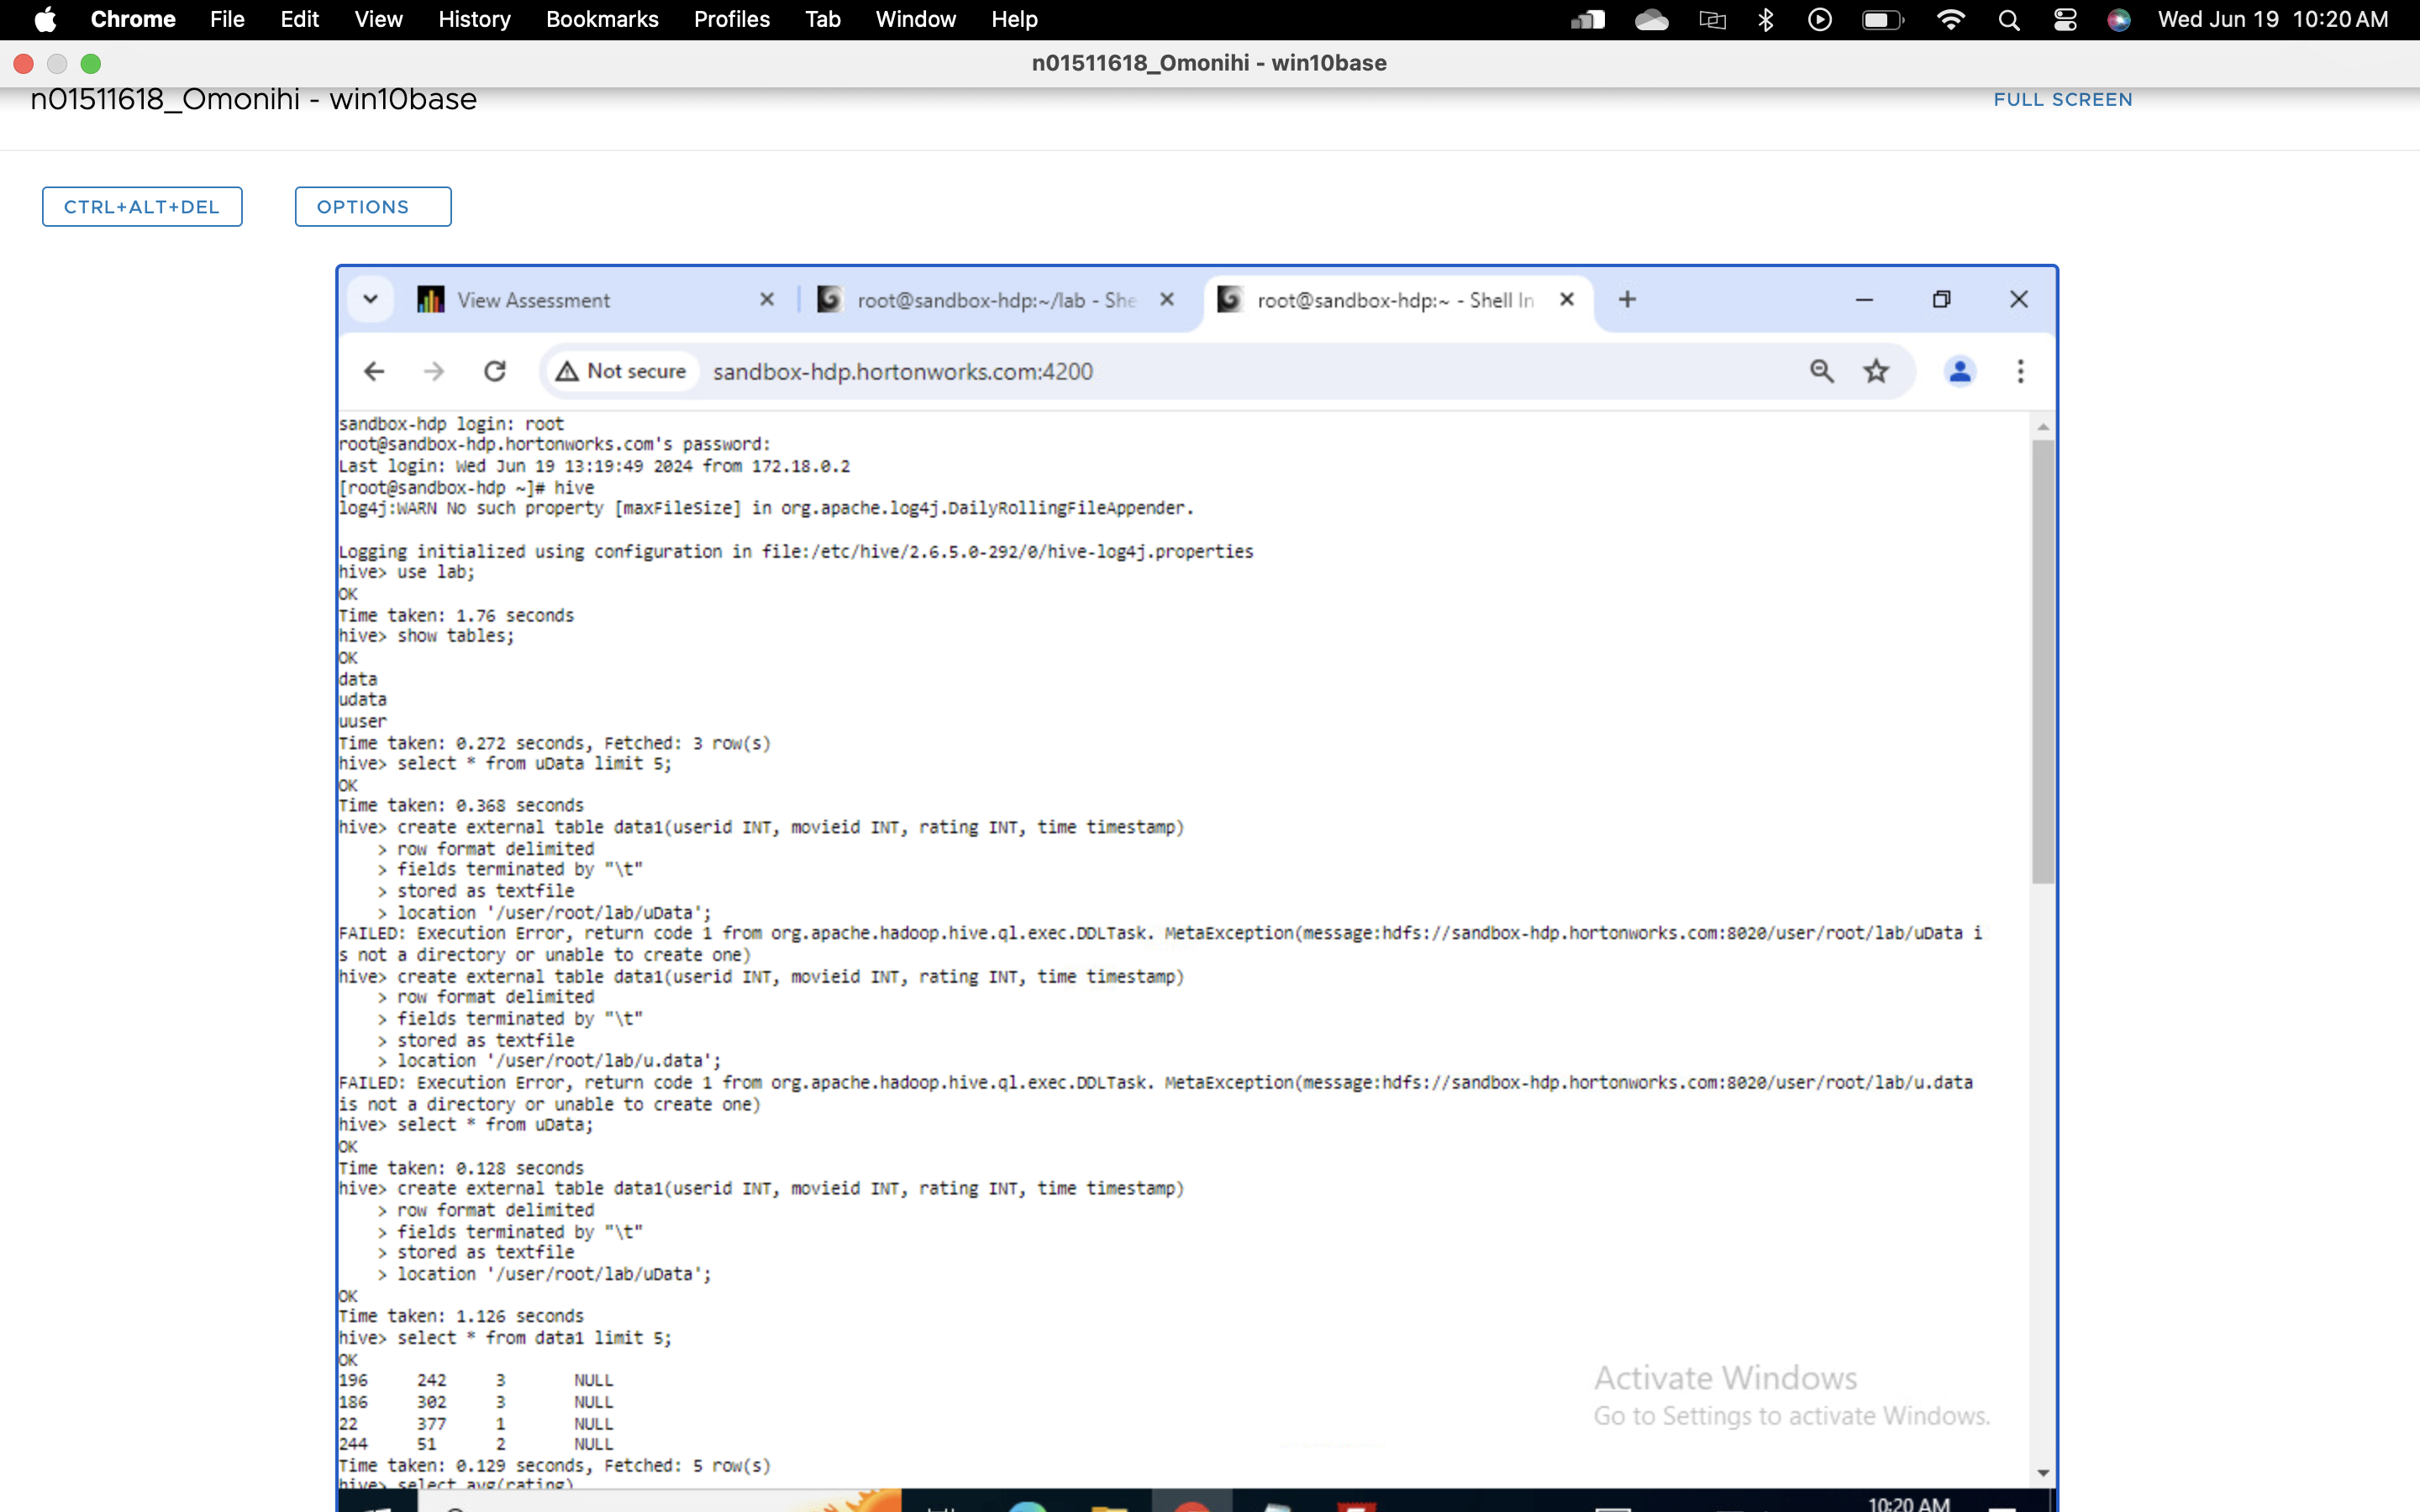 Chrome File Edit View History Bookmarks Profiles Tab Window Help Wed Jun 19 10:20 AM
n01511618_Omonihi - win10base
n01511618_Omonihi - win10base FULL SCREEN
CTRL+ALT+DEL OPTIONS
View Assessment root@sandbox-hdp:~/lab - She root@sandbox-hdp:~ - Shell In
Not secure sandbox-hdp.hortonworks.com:4200
sandbox-hdp login: root
root@sandbox-hdp.hortonworks.com's password:
Last login: Wed Jun 19 13:19:49 2024 from 172.18.0.2
[root@sandbox-hdp ~]# hive
log4j:WARN No such property [maxFileSize] in org.apache.log4j.DailyRollingFileAppender.
Logging initialized using configuration in file:/etc/hive/2.6.5.0-292/0/hive-log4j.properties
hive> use lab;
OK
Time taken: 1.76 seconds
hive> show tables;
OK
data
udata
uuser
Time taken: 0.272 seconds, Fetched: 3 row(s)
hive> select * from uData limit 5;
OK
Time taken: 0.368 seconds
hive> create external table data1(userid INT, movieid INT, rating INT, time timestamp)
> row format delimited
> fields terminated by "\t"
> stored as textfile
> location '/user/root/lab/uData';
FAILED: Execution Error, return code 1 from org.apache.hadoop.hive.ql.exec.DDLTask. MetaException(message:hdfs://sandbox-hdp.hortonworks.com:8020/user/root/lab/uData i
s not a directory or unable to create one)
hive> create external table data1(userid INT, movieid INT, rating INT, time timestamp)
> row format delimited
> fields terminated by "\t"
> stored as textfile
> location '/user/root/lab/u.data';
FAILED: Execution Error, return code 1 from org.apache.hadoop.hive.ql.exec.DDLTask. MetaException(message:hdfs://sandbox-hdp.hortonworks.com:8020/user/root/lab/u.data
is not a directory or unable to create one)
hive> select * from uData;
OK
Time taken: 0.128 seconds
hive> create external table data1(userid INT, movieid INT, rating INT, time timestamp)
> row format delimited
> fields terminated by "\t"
> stored as textfile
> location '/user/root/lab/uData';
OK
Time taken: 1.126 seconds
hive> select * from data1 limit 5;
OK
196 242 3 NULL
186 302 3 NULL
22 377 1 NULL
244 51 2 NULL
Time taken: 0.129 seconds, Fetched: 5 row(s)
hive> select avg(rating)
Activate Windows
Go to Settings to activate Windows.
10:20 AM